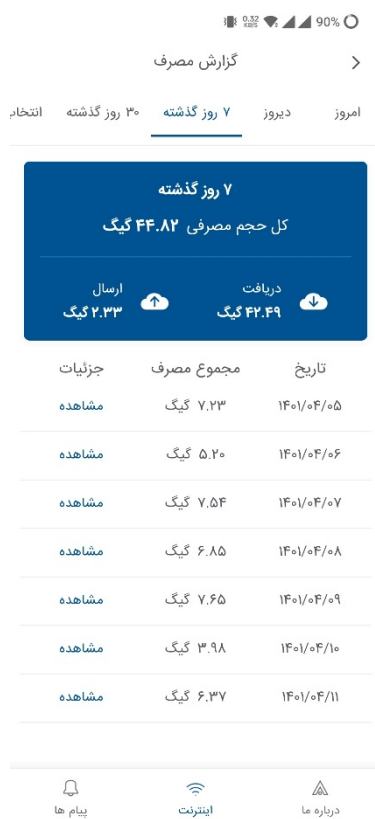 0.32 KB/S 90%
گزارش مصرف
امروز دیروز ۷ روز گذشته ۳۰ روز گذشته انتخاب
۷ روز گذشته
کل حجم مصرفی ۴۴.۸۲ گیگ
دریافت ارسال
۴۲.۴۹ گیگ ۲.۳۳ گیگ
تاریخ مجموع مصرف جزئیات
۱۴۰۱/۰۴/۰۵ ۷.۲۳ گیگ مشاهده
۱۴۰۱/۰۴/۰۶ ۵.۲۰ گیگ مشاهده
۱۴۰۱/۰۴/۰۷ ۷.۵۴ گیگ مشاهده
۱۴۰۱/۰۴/۰۸ ۶.۸۵ گیگ مشاهده
۱۴۰۱/۰۴/۰۹ ۷.۶۵ گیگ مشاهده
۱۴۰۱/۰۴/۱۰ ۳.۹۸ گیگ مشاهده
۱۴۰۱/۰۴/۱۱ ۶.۳۷ گیگ مشاهده
درباره ما اینترنت پیام ها